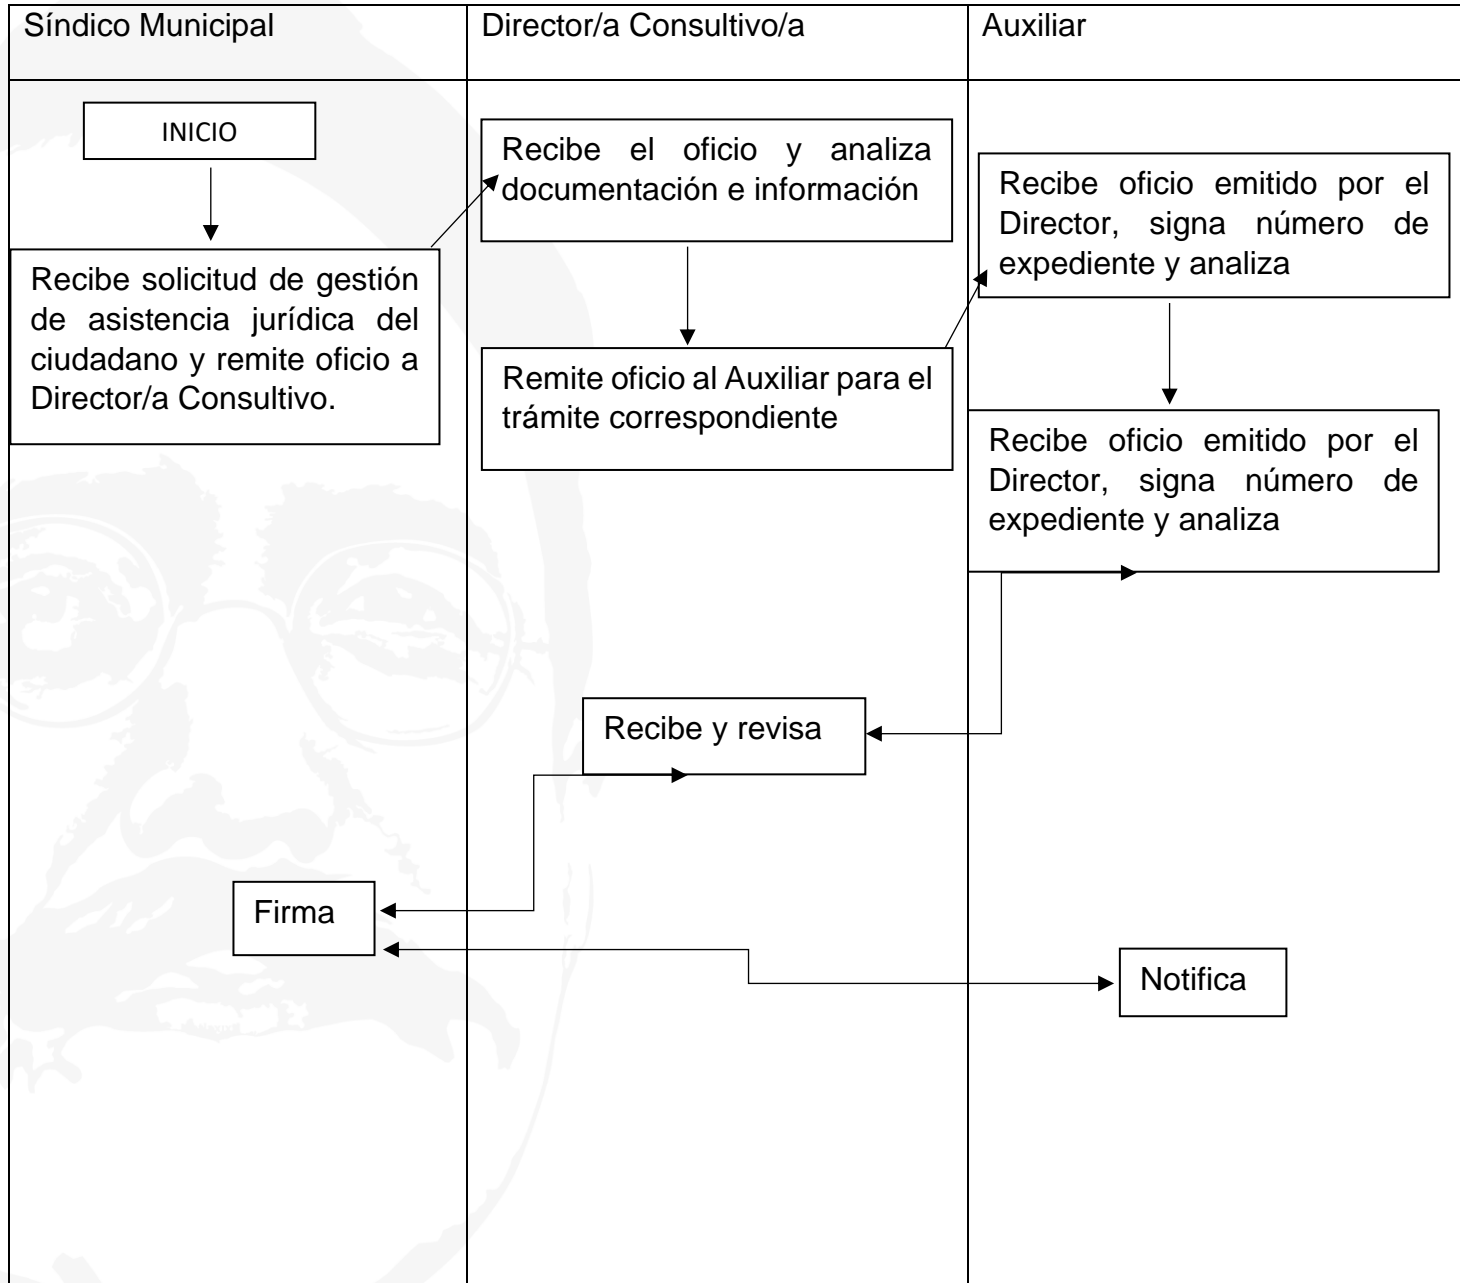 Síndico Municipal
Director/a Consultivo/a
Auxiliar
INICIO
Recibe solicitud de gestión
de asistencia jurídica del
ciudadano y remite oficio a
Director/a Consultivo.
Recibe el oficio y analiza
documentación e información
Remite oficio al Auxiliar para el
trámite correspondiente
Recibe oficio emitido por el
Director, signa número de
expediente y analiza
Recibe oficio emitido por el
Director, signa número de
expediente y analiza
Recibe y revisa
Firma
Notifica